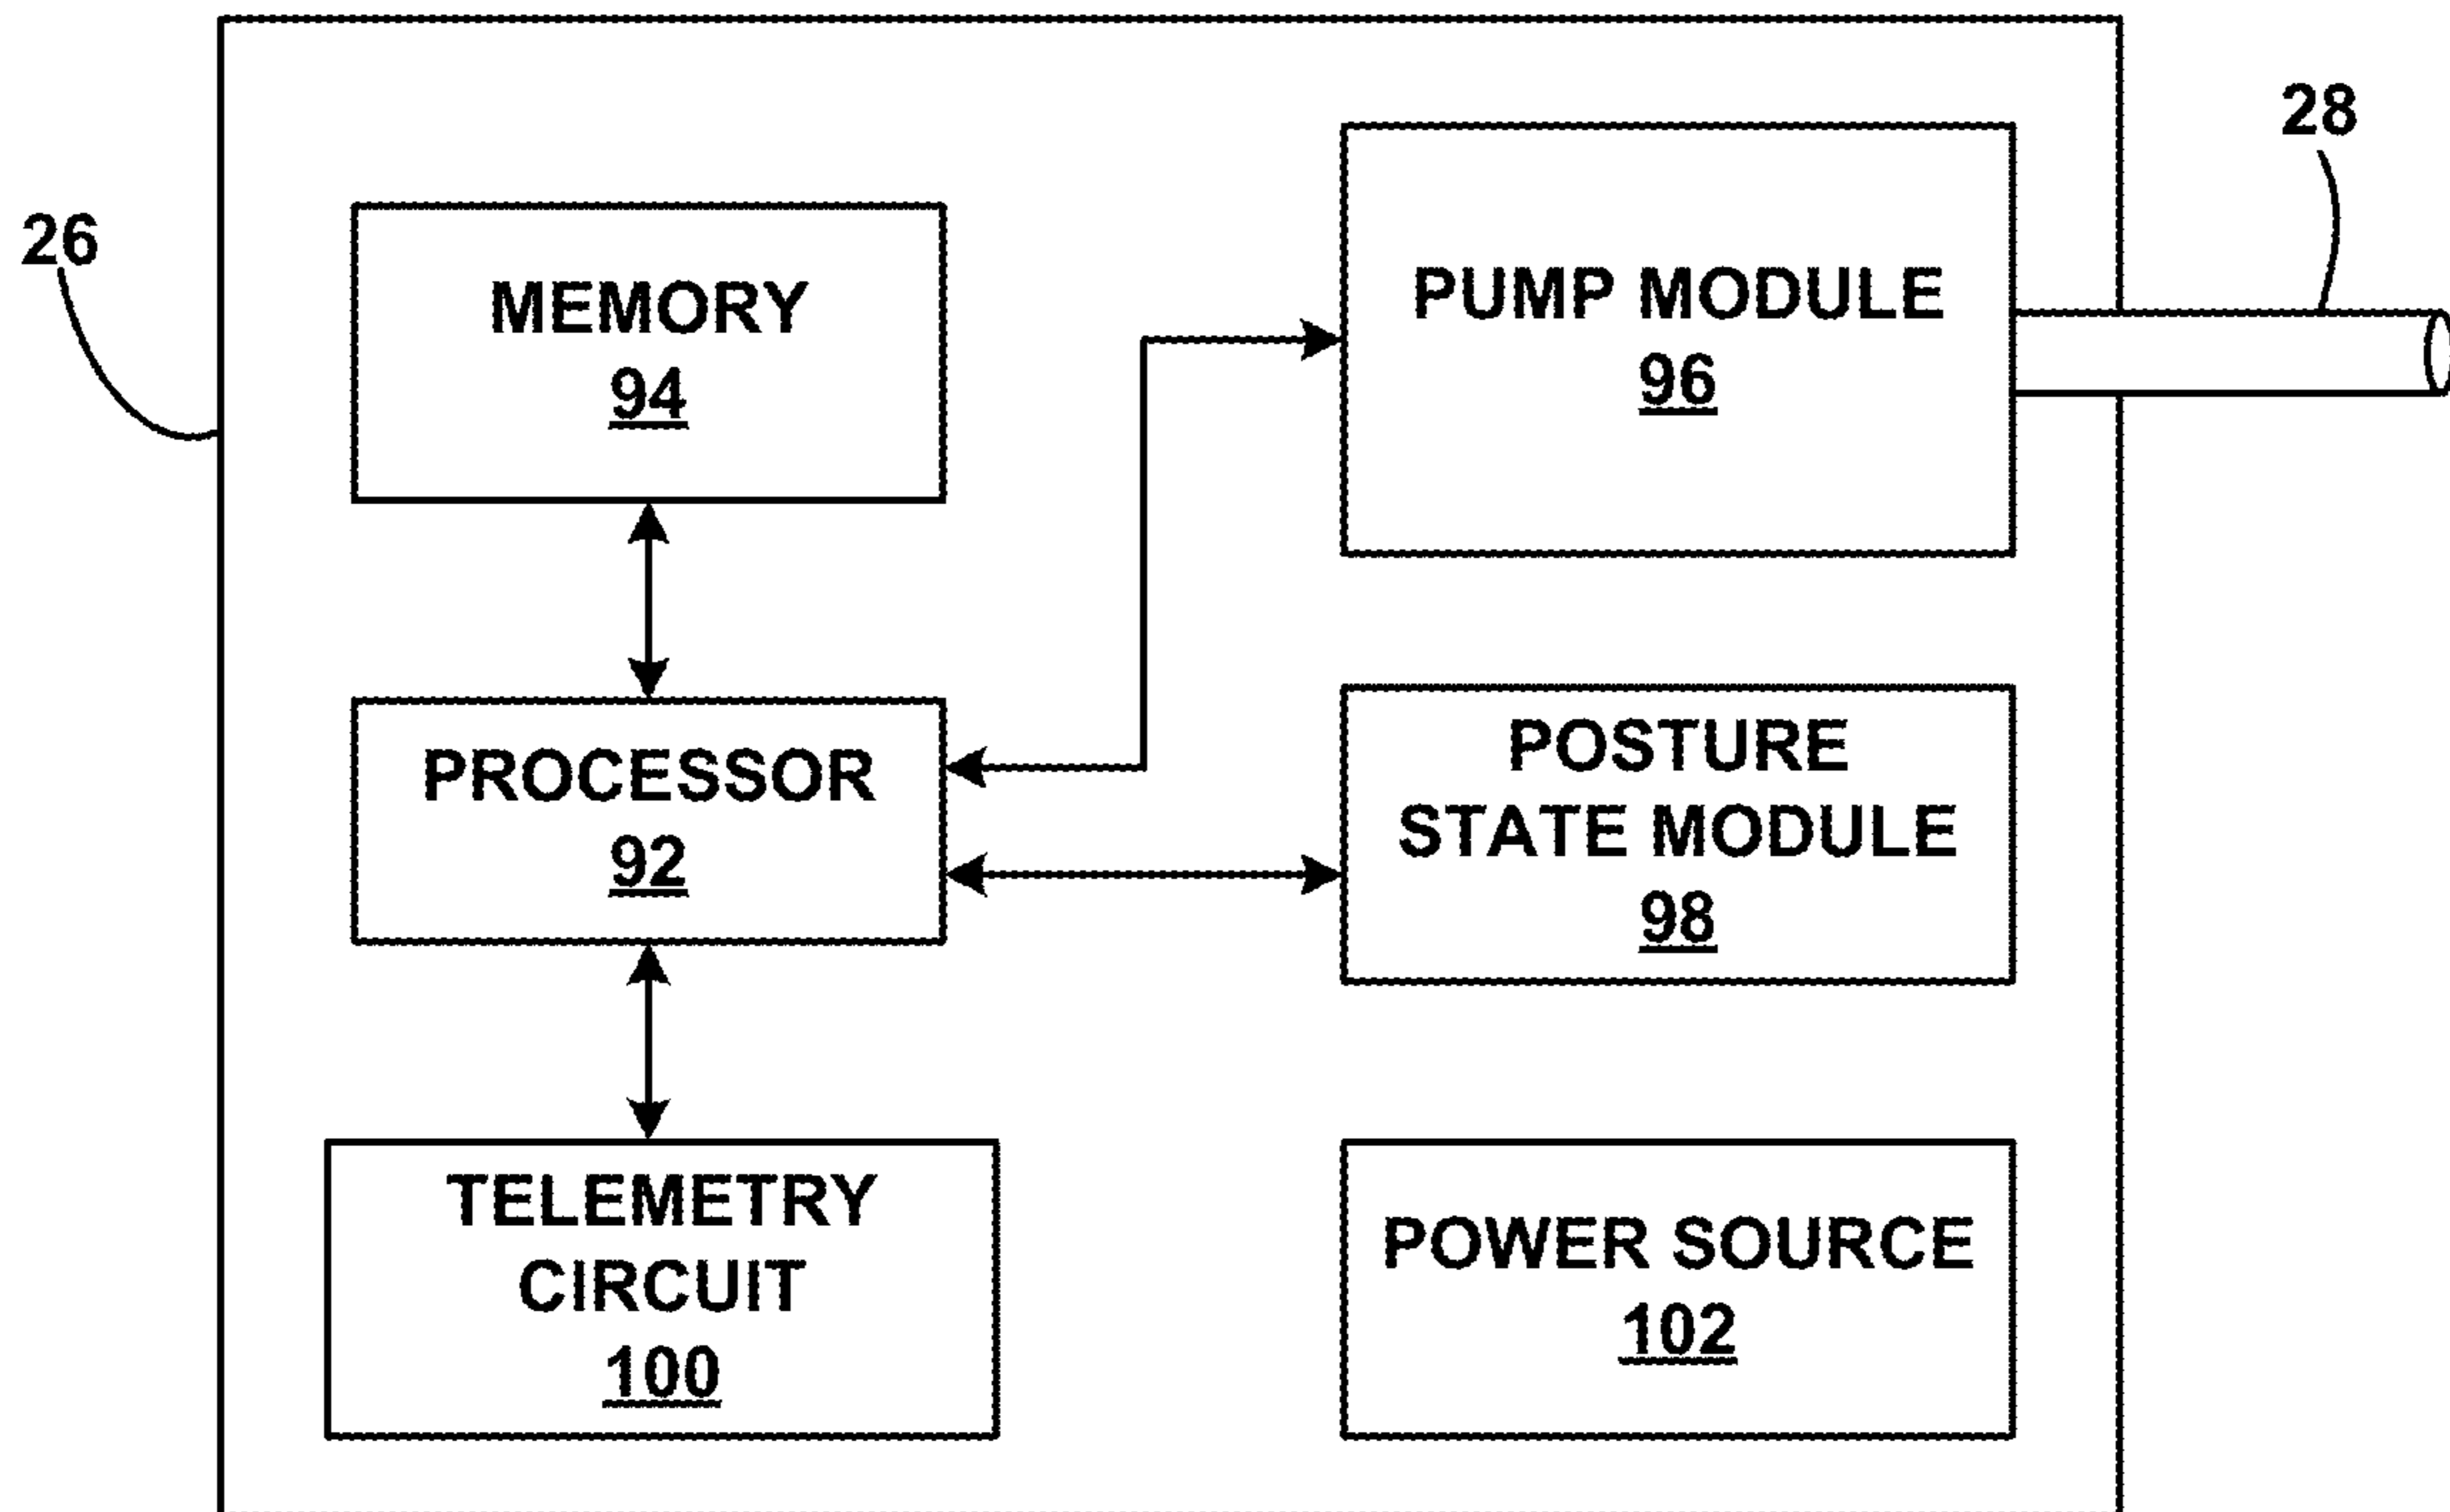 28
26
MEMORY
94
PUMP MODULE
96
PROCESSOR
92
POSTURE
STATE MODULE
98
TELEMETRY
CIRCUIT
100
POWER SOURCE
102